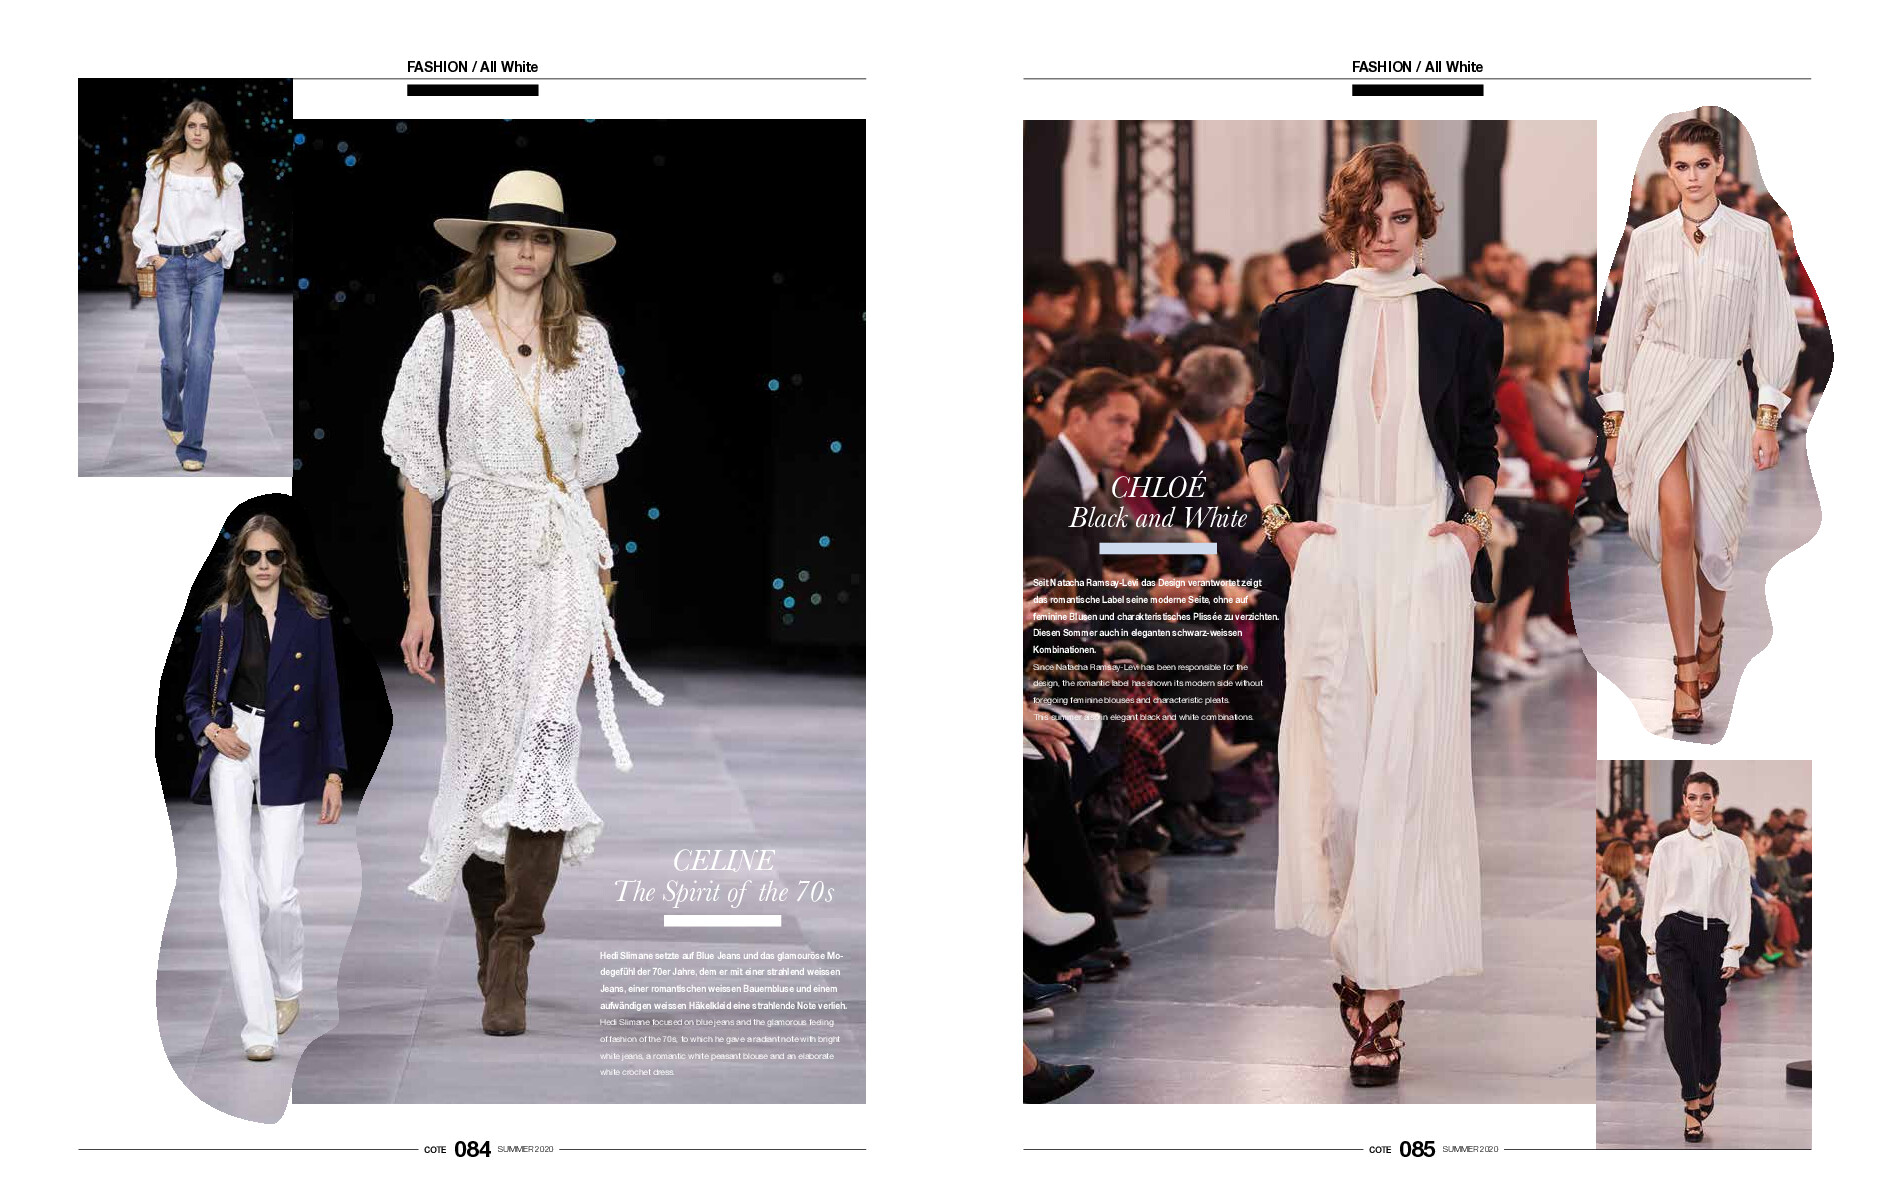 FASHION / All White
CELINE
The Spirit of the 70s
Hedi Slimane setzte auf Blue Jeans und das glamouröse Mo-
degefühl der 70er Jahre, dem er mit einer strahlend weissen
Jeans, einer romantischen weissen Bauernbluse und einem
aufwändigen weissen Häkelkleid eine strahlende Note verlieh.
Hedi Slimane focused on blue jeans and the glamorous feeling
of fashion of the 70s, to which he gave a radiant note with bright
white jeans, a romantic white peasant blouse and an elaborate
white crochet dress.
COTE 084 SUMMER 2020
FASHION / All White
CHLOÉ
Black and White
Seit Natacha Ramsay-Levi das Design verantwortet zeigt
das romantische Label seine moderne Seite, ohne auf
feminine Blusen und charakteristisches Plissée zu verzichten.
Diesen Sommer auch in eleganten schwarz-weissen
Kombinationen.
Since Natacha Ramsay-Levi has been responsible for the
design, the romantic label has shown its modern side without
foregoing feminine blouses and characteristic pleats.
This summer also in elegant black and white combinations.
COTE 085 SUMMER 2020